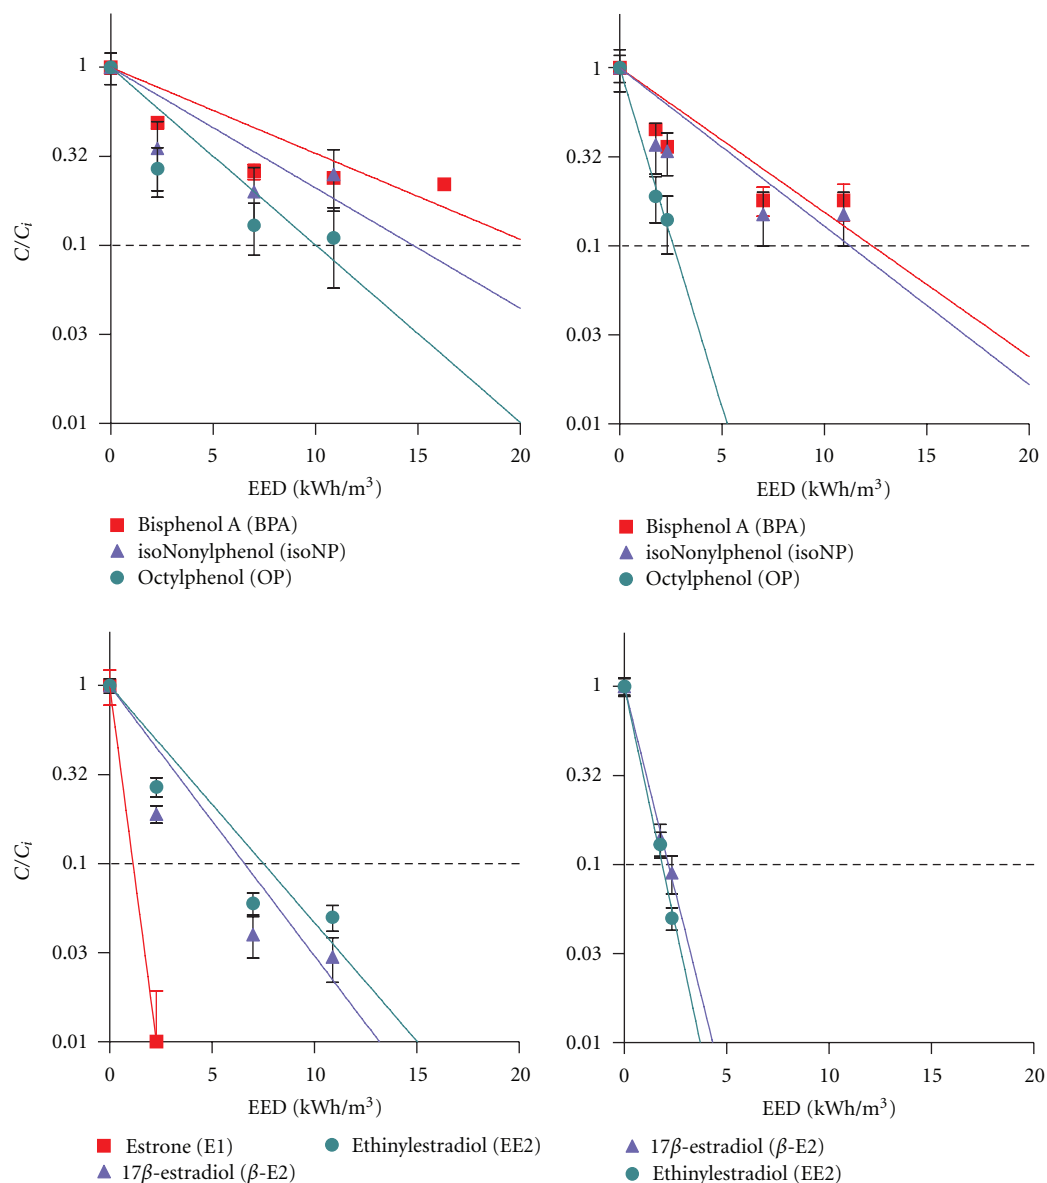 1
0.32
0.1
0.03
0.01
C/Ci
0 5 10 15 20
EED (kWh/m³)
Bisphenol A (BPA)
isoNonylphenol (isoNP)
Octylphenol (OP)
1
0.32
0.1
0.03
0.01
0 5 10 15 20
EED (kWh/m³)
Bisphenol A (BPA)
isoNonylphenol (isoNP)
Octylphenol (OP)
1
0.32
0.1
0.03
0.01
C/Ci
0 5 10 15 20
EED (kWh/m³)
Estrone (E1) Ethinylestradiol (EE2)
17β-estradiol (β-E2)
1
0.32
0.1
0.03
0.01
0 5 10 15 20
EED (kWh/m³)
17β-estradiol (β-E2)
Ethinylestradiol (EE2)